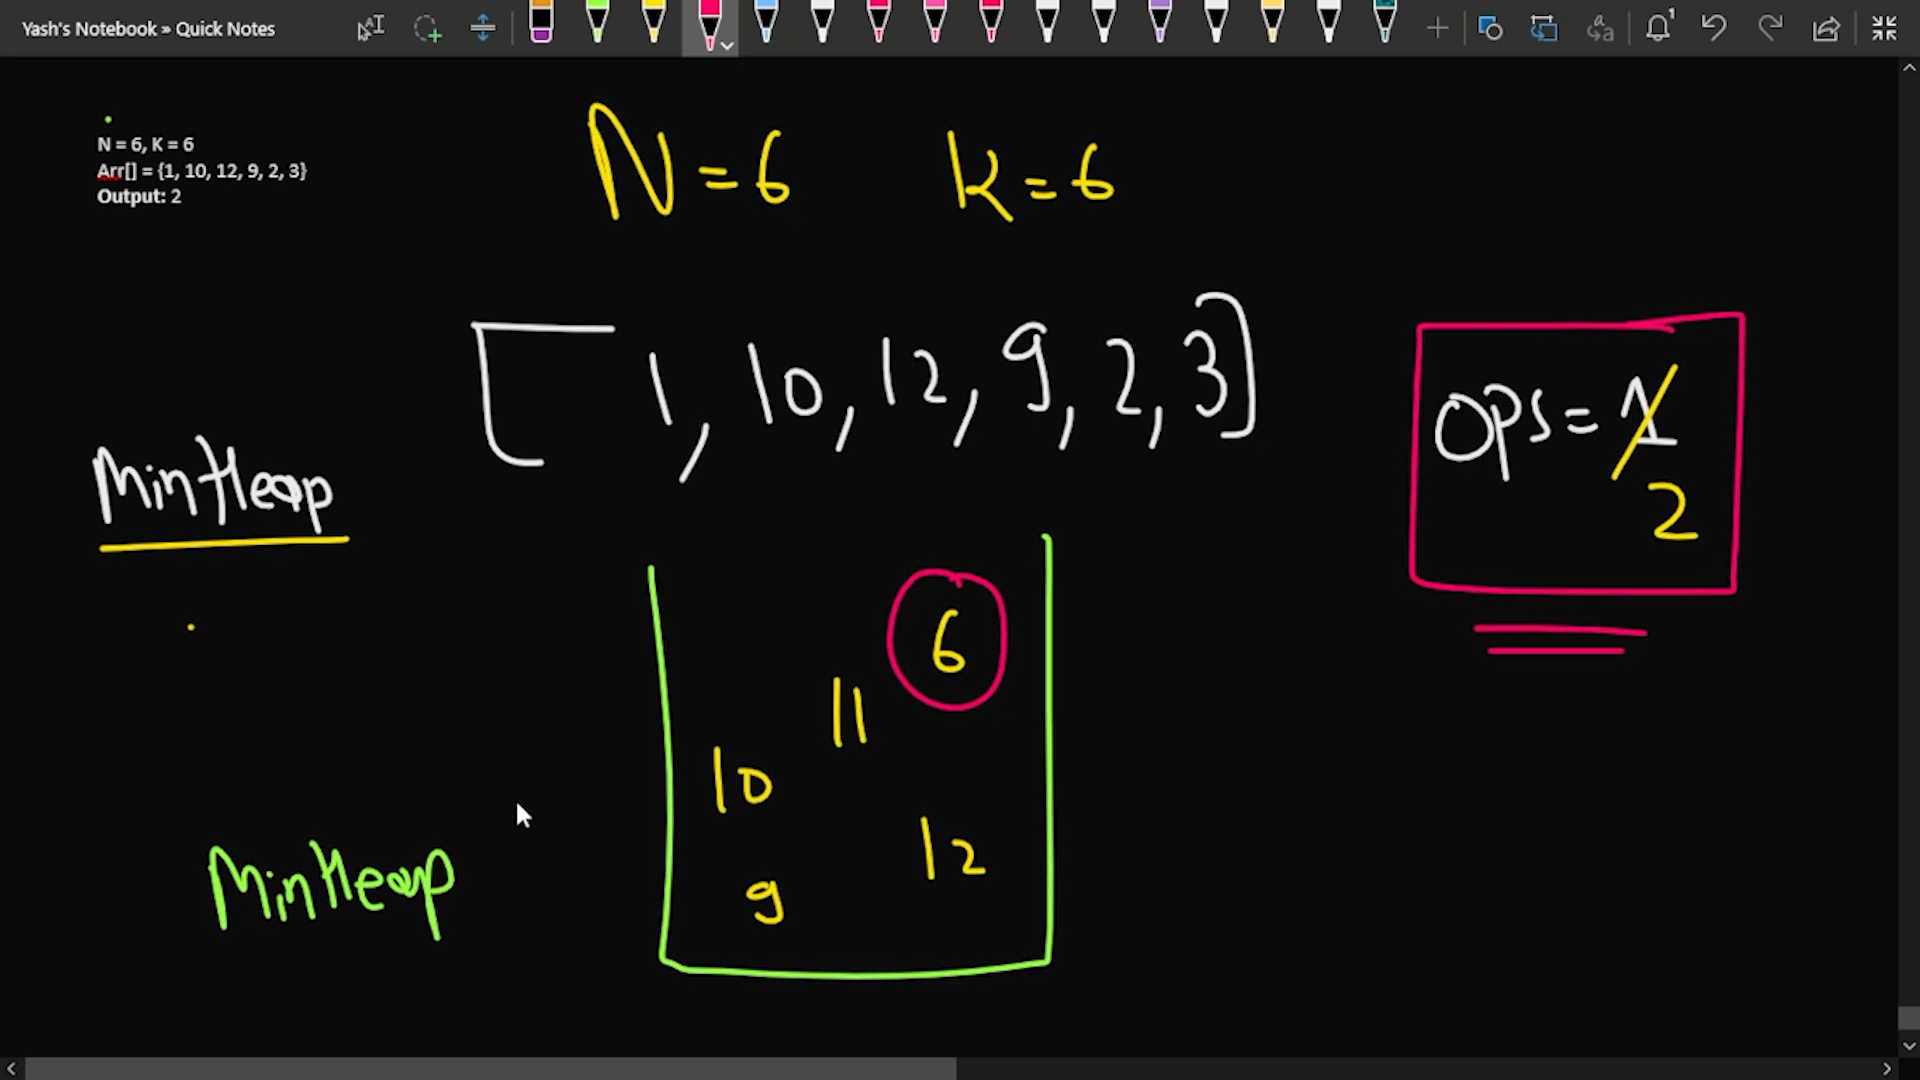 Yash's Notebook » Quick Notes
N = 6, K = 6
Arr[] = {1, 10, 12, 9, 2, 3}
Output: 2
N = 6 K = 6
[ 1, 10, 12, 9, 2, 3]
OPS = 1
2
MinHeap
6
11
10
12
9
MinHeap